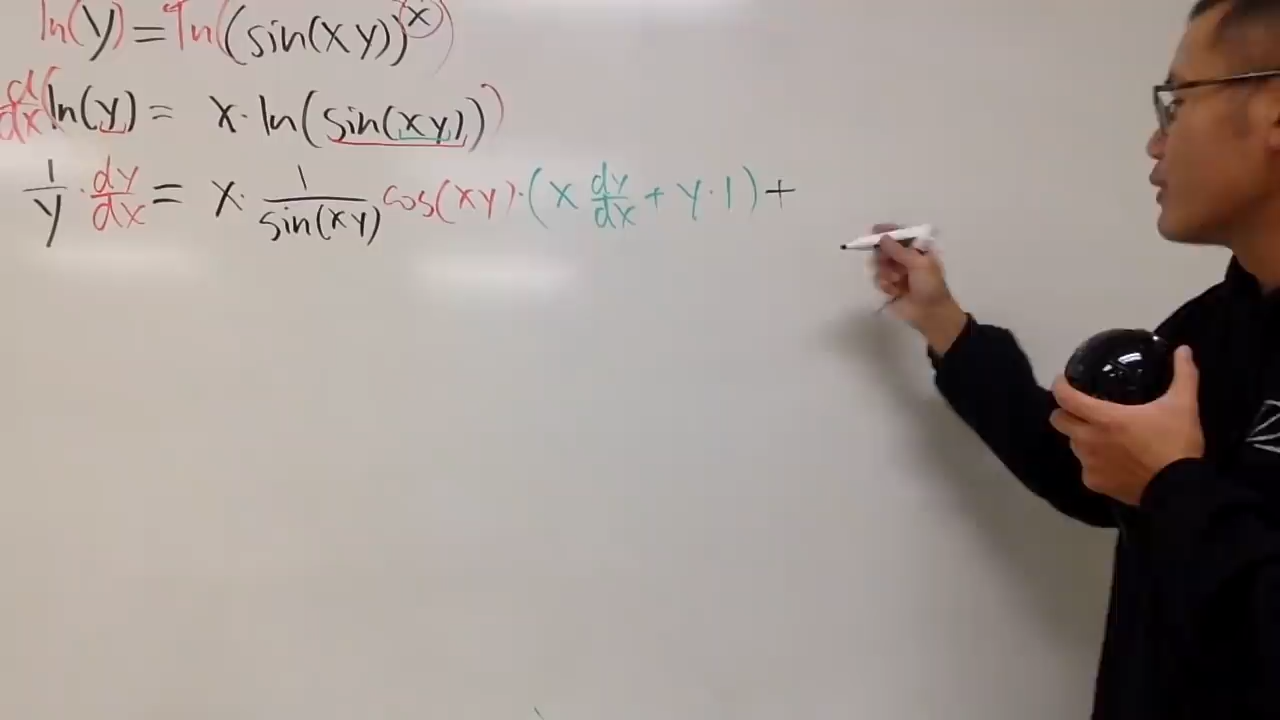 ln(y) = ln((sin(xy))^x)
d/dx(ln(y) = x·ln(sin(xy)))
1/y · dy/dx = x · 1/sin(xy) cos(xy)·(x dy/dx + y·1) +